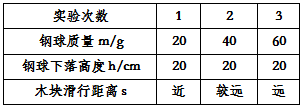 实验次数 1 2 3
钢球质量 m/g 20 40 60
钢球下落高度 h/cm 20 20 20
木块滑行距离 s 近 较远 远